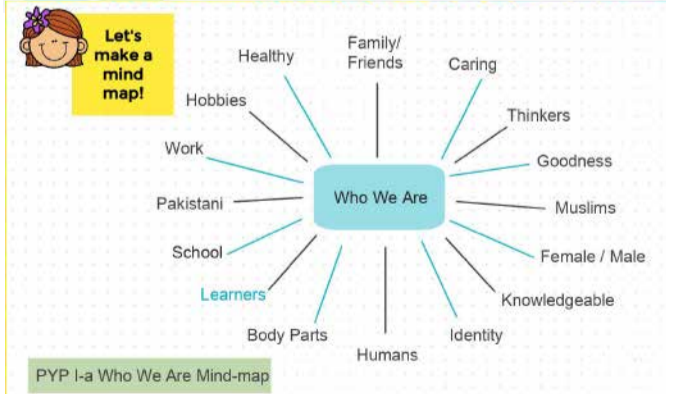 Let's
make a
mind
map!
Family/
Friends
Healthy
Caring
Hobbies
Thinkers
Work
Goodness
Pakistani
Who We Are
Muslims
School
Female / Male
Learners
Knowledgeable
Body Parts
Identity
Humans
PYP I-a Who We Are Mind-map